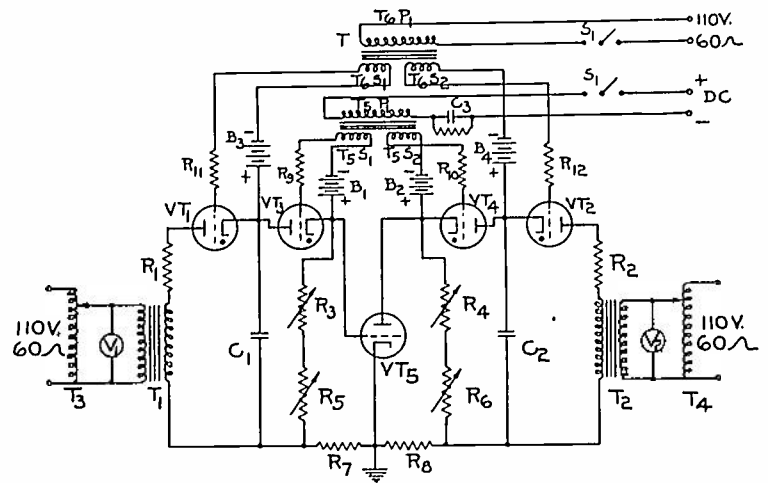 T6 P1 110V.
T S1 60~
T6 S1 T6 S2 S1 +
T5 P1 C3 DC
−
B3 − T5 S1 T5 S2 B4 −
R11 + R9 − B1 + B2 − + R10 + R12
VT1 VT3 VT4 VT2
R1 R2
R3 R4
110V. 60~ V1 C1 C2 V2 110V. 60~
VT5
T3 T1 R5 R6 T2 T4
R7 R8